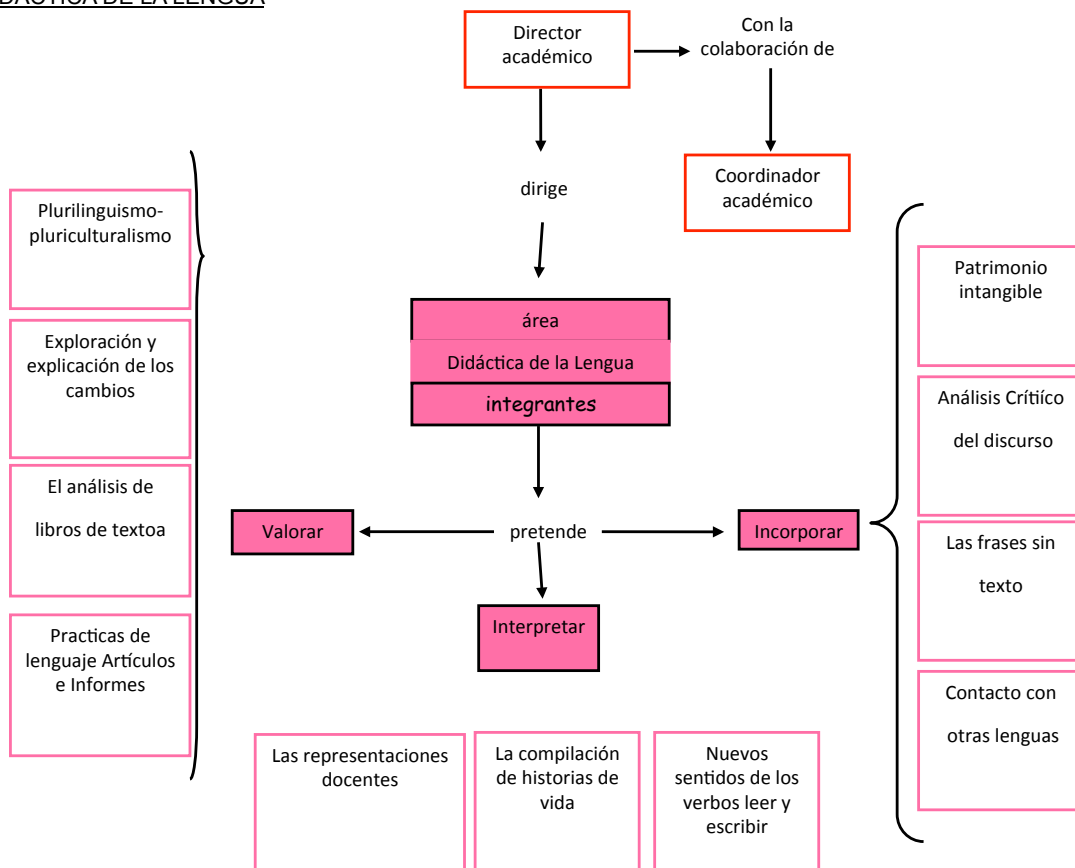 DÁCTICA DE LA LENGUA
Director
académico
Con la
colaboración de
dirige
Coordinador
académico
Plurilinguismo-
pluriculturalismo
Exploración y
explicación de los
cambios
El análisis de
libros de textoa
Practicas de
lenguaje Artículos
e Informes
área
Didáctica de la Lengua
integrantes
Valorar
pretende
Incorporar
Interpretar
Patrimonio
intangible
Análisis Crítiíco
del discurso
Las frases sin
texto
Contacto con
otras lenguas
Las representaciones
docentes
La compilación
de historias de
vida
Nuevos
sentidos de los
verbos leer y
escribir